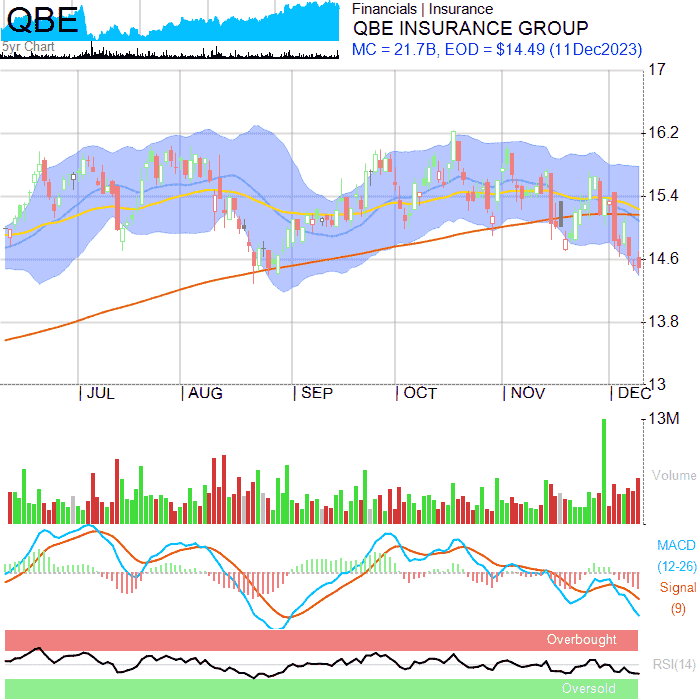 QBE
5yr Chart
Financials | Insurance
QBE INSURANCE GROUP
MC = 21.7B, EOD = $14.49 (11Dec2023)
17
16.2
15.4
14.6
13.8
13
| JUL | AUG | SEP | OCT | NOV | DEC
13M
Volume
MACD
(12-26)
Signal
(9)
Overbought
RSI(14)
Oversold